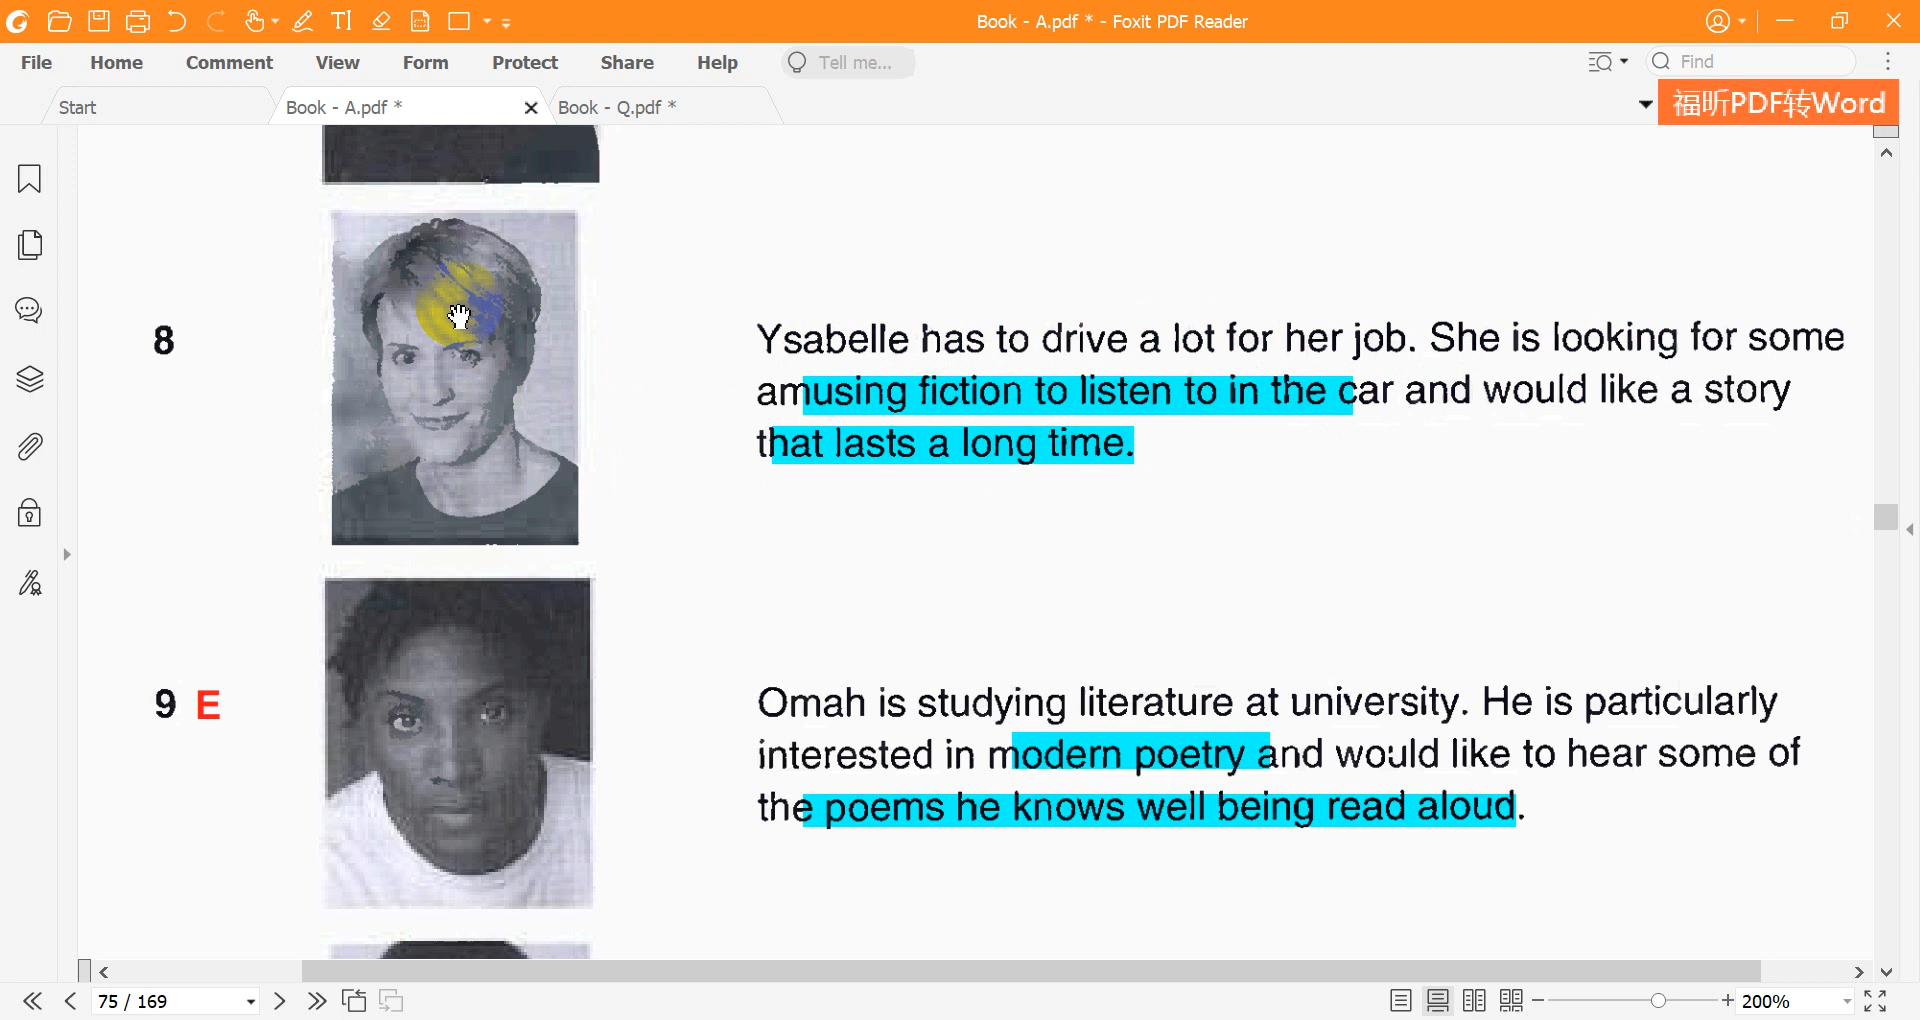 Book - A.pdf * - Foxit PDF Reader
File Home Comment View Form Protect Share Help Tell me... Find
Start Book - A.pdf * Book - Q.pdf * 福昕PDF转Word
8
Ysabelle has to drive a lot for her job. She is looking for some
amusing fiction to listen to in the car and would like a story
that lasts a long time.
9 E
Omah is studying literature at university. He is particularly
interested in modern poetry and would like to hear some of
the poems he knows well being read aloud.
75 / 169 200%